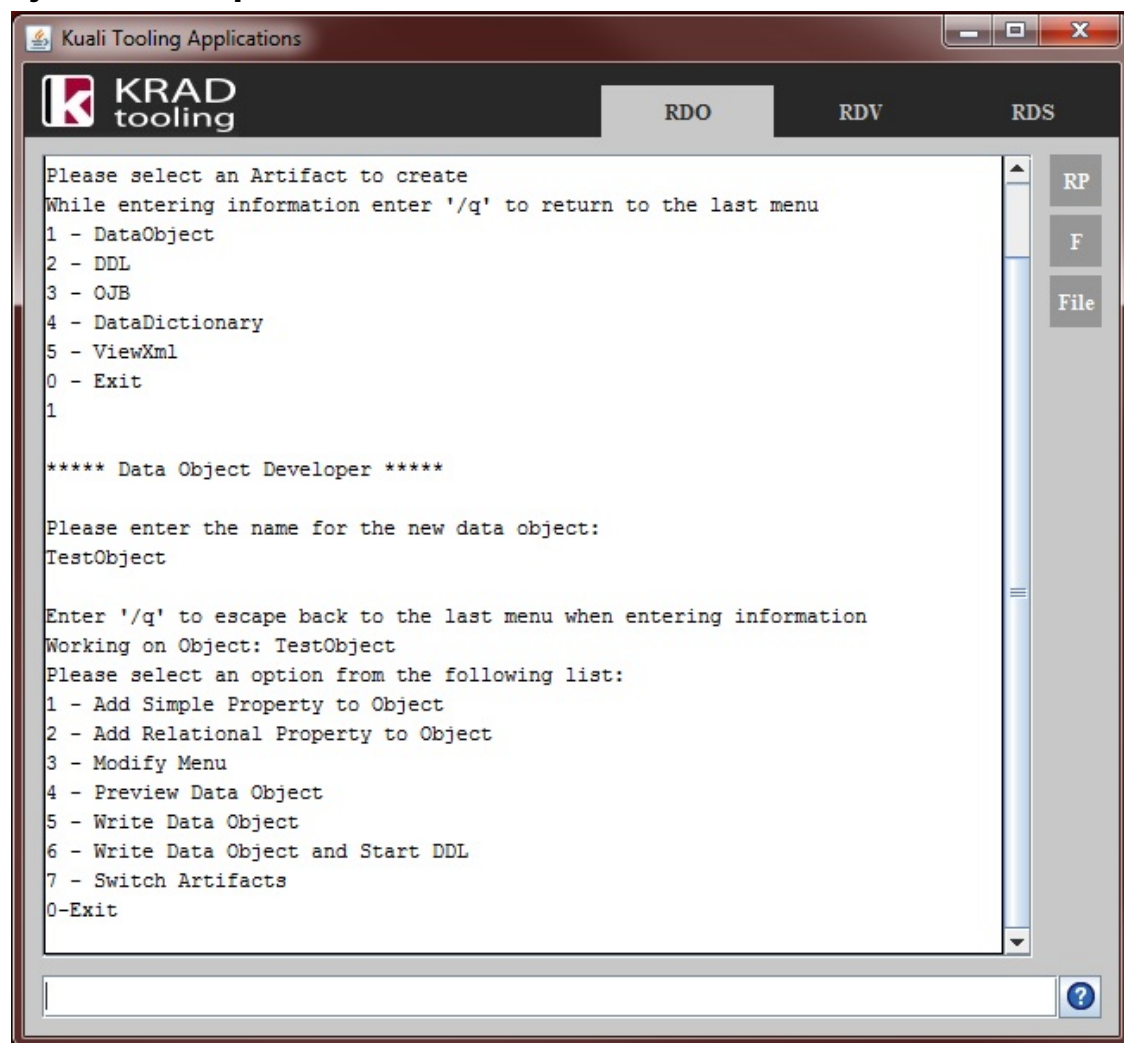 Kuali Tooling Applications
KRAD
tooling
RDO
RDV
RDS
Please select an Artifact to create
While entering information enter '/q' to return to the last menu
1 - DataObject
2 - DDL
3 - OJB
4 - DataDictionary
5 - ViewXml
0 - Exit
1
***** Data Object Developer *****
Please enter the name for the new data object:
TestObject
Enter '/q' to escape back to the last menu when entering information
Working on Object: TestObject
Please select an option from the following list:
1 - Add Simple Property to Object
2 - Add Relational Property to Object
3 - Modify Menu
4 - Preview Data Object
5 - Write Data Object
6 - Write Data Object and Start DDL
7 - Switch Artifacts
0-Exit
RP
F
File